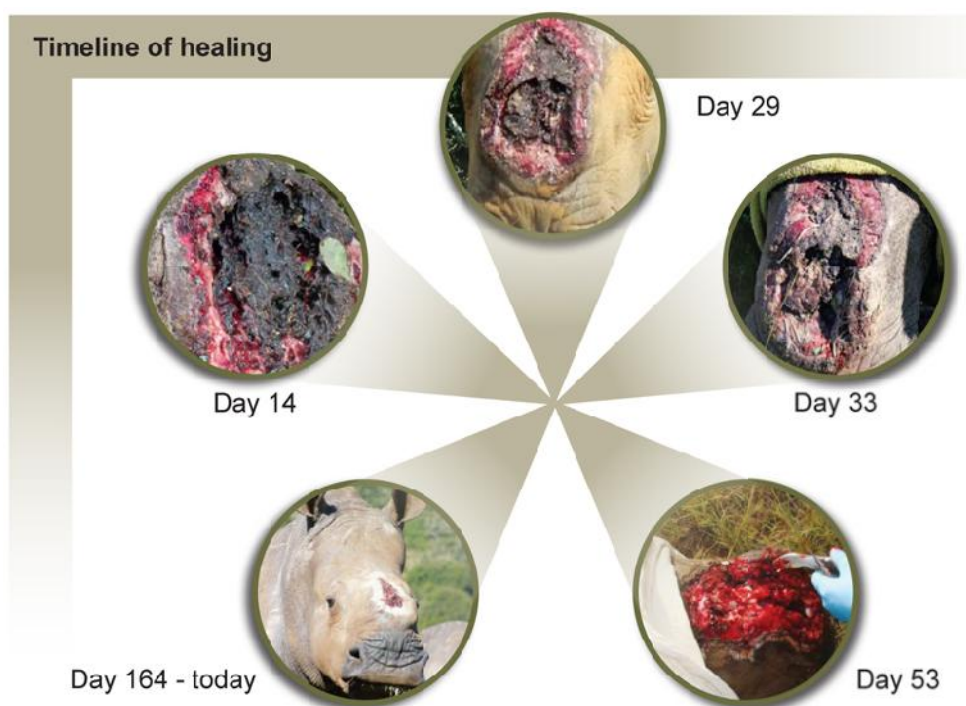 Timeline of healing
Day 14
Day 29
Day 33
Day 53
Day 164 - today